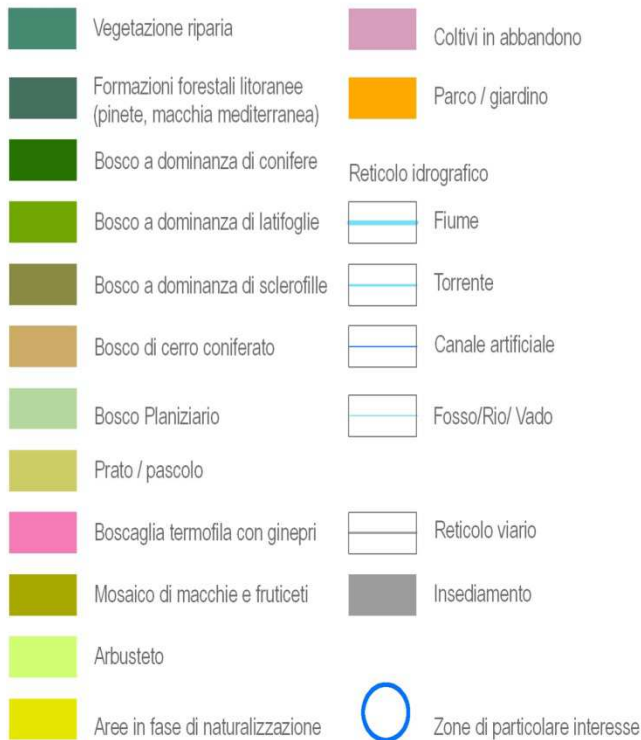 Vegetazione riparia
Formazioni forestali litoranee
(pinete, macchia mediterranea)
Bosco a dominanza di conifere
Bosco a dominanza di latifoglie
Bosco a dominanza di sclerofille
Bosco di cerro coniferato
Bosco Planiziario
Prato / pascolo
Boscaglia termofila con ginepri
Mosaico di macchie e fruticeti
Arbusteto
Aree in fase di naturalizzazione
Coltivi in abbandono
Parco / giardino
Reticolo idrografico
Fiume
Torrente
Canale artificiale
Fosso/Rio/ Vado
Reticolo viario
Insediamento
Zone di particolare interesse